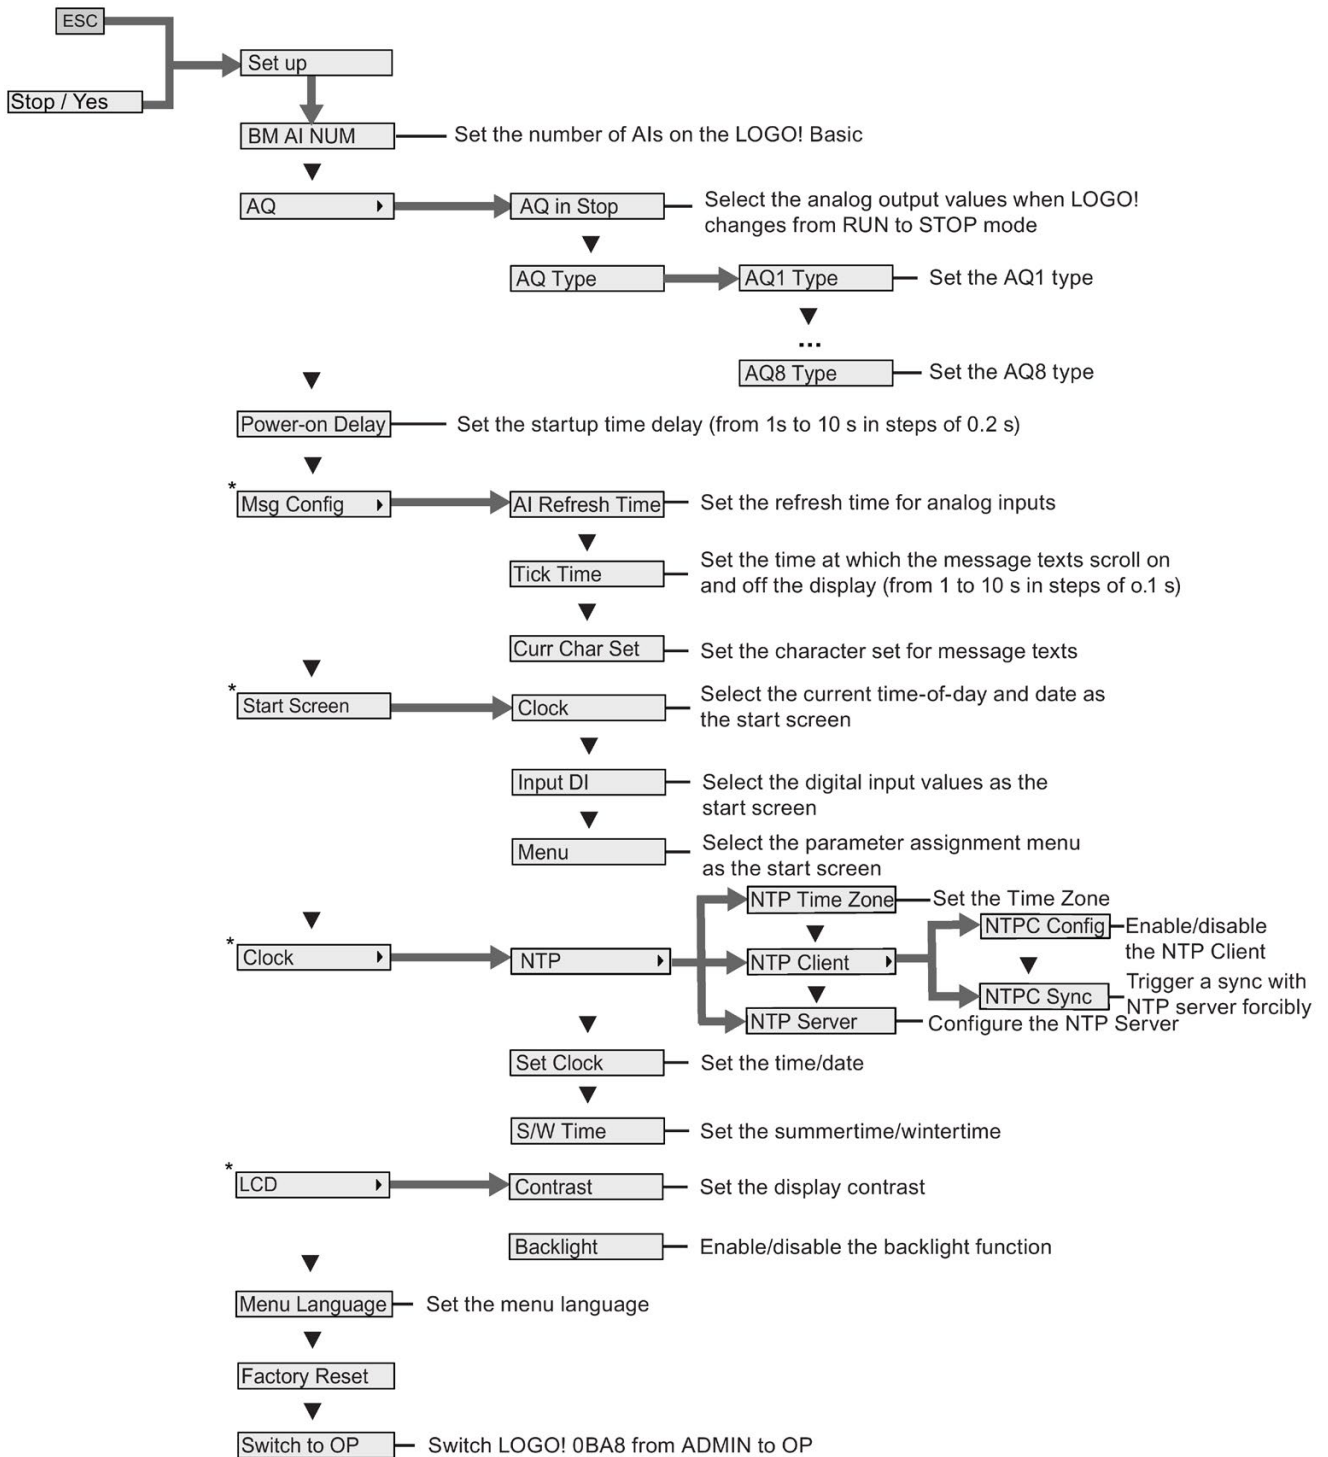 ESC
Set up
Stop / Yes
BM AI NUM
Set the number of AIs on the LOGO! Basic
AQ
AQ in Stop
Select the analog output values when LOGO!
changes from RUN to STOP mode
AQ Type
AQ1 Type
Set the AQ1 type
...
AQ8 Type
Set the AQ8 type
Power-on Delay
Set the startup time delay (from 1s to 10 s in steps of 0.2 s)
*
Msg Config
AI Refresh Time
Set the refresh time for analog inputs
Tick Time
Set the time at which the message texts scroll on
and off the display (from 1 to 10 s in steps of o.1 s)
Curr Char Set
Set the character set for message texts
*
Start Screen
Clock
Select the current time-of-day and date as
the start screen
Input DI
Select the digital input values as the
start screen
Menu
Select the parameter assignment menu
as the start screen
NTP Time Zone
Set the Time Zone
*
Clock
NTP
NTP Client
NTPC Config
Enable/disable
the NTP Client
NTPC Sync
Trigger a sync with
NTP server forcibly
NTP Server
Configure the NTP Server
Set Clock
Set the time/date
S/W Time
Set the summertime/wintertime
*
LCD
Contrast
Set the display contrast
Backlight
Enable/disable the backlight function
Menu Language
Set the menu language
Factory Reset
Switch to OP
Switch LOGO! 0BA8 from ADMIN to OP